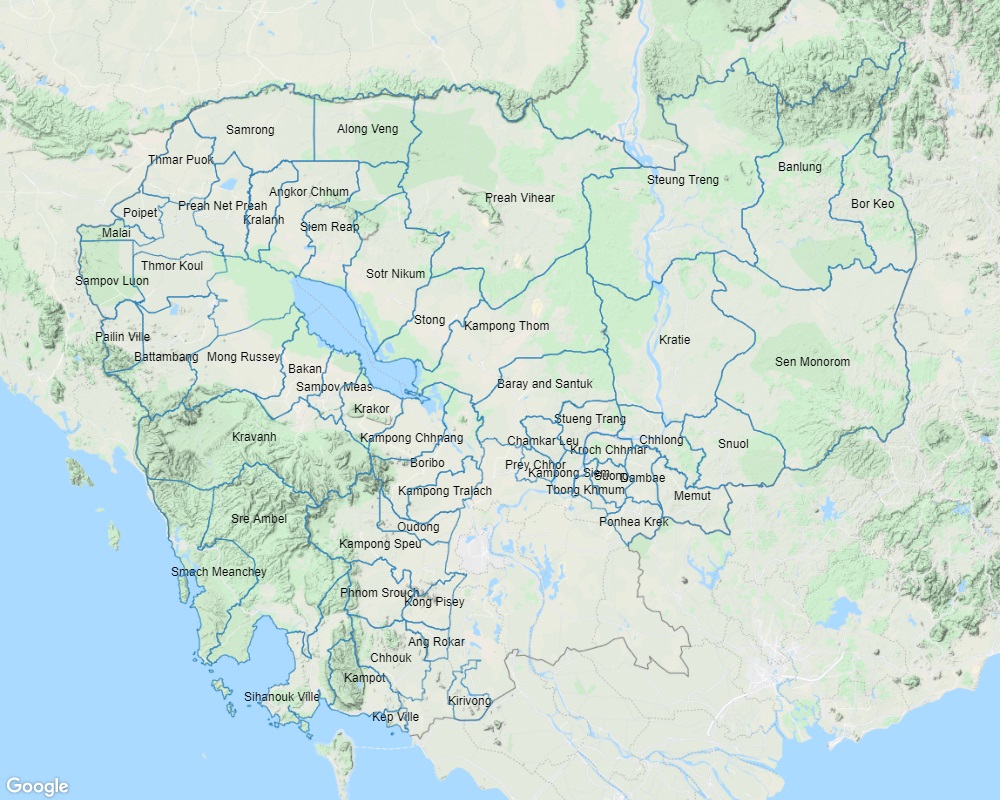 Samrong
Along Veng
Thmar Puok
Banlung
Steung Treng
Angkor Chhum
Preah Vihear
Preah Net Preah
Bor Keo
Poipet
Kralanh
Siem Reap
Malai
Thmor Koul
Sotr Nikum
Sampov Luon
Stong
Kampong Thom
Pailin Ville
Kratie
Battambang
Mong Russey
Sen Monorom
Bakan
Sampov Meas
Baray and Santuk
Krakor
Stueng Trang
Kravanh
Kampong Chhnang
Chamkar Leu
Chhlong
Snuol
Kroch Chhmar
Boribo
Prey Chhor
Kampong Siem
Suong
Dambae
Kampong Tralach
Tbong Khmum
Memut
Sre Ambel
Oudong
Ponhea Krek
Kampong Speu
Smach Meanchey
Phnom Srouch
Kong Pisey
Ang Rokar
Chhouk
Kampot
Sihanouk Ville
Kirivong
Kep Ville
Google